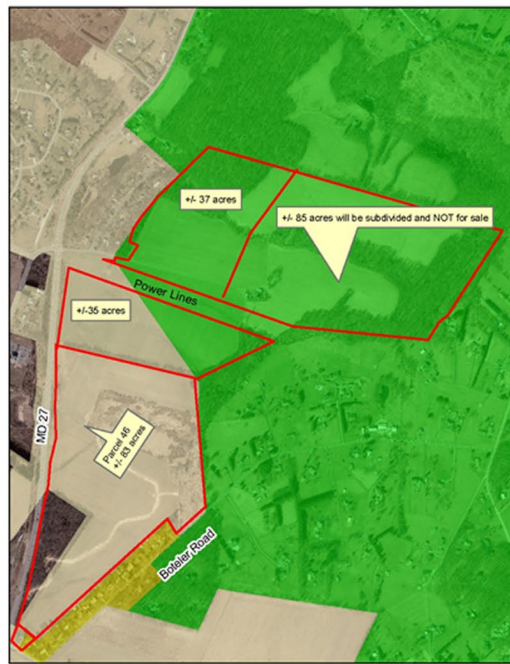 +/- 37 acres
+/- 85 acres will be subdivided and NOT for sale
Power Lines
+/-35 acres
MD 27
Parcel 46
+/- 83 acres
Boteler Road